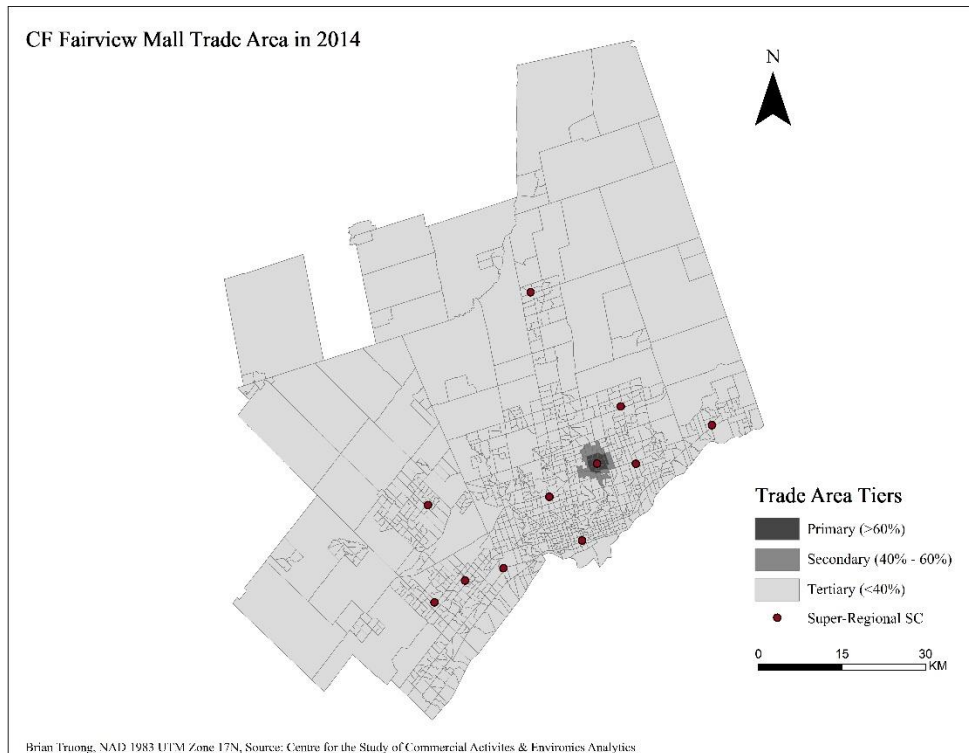 CF Fairview Mall Trade Area in 2014
N
Trade Area Tiers
Primary (>60%)
Secondary (40% - 60%)
Tertiary (<40%)
Super-Regional SC
0 15 30
KM
Brian Truong, NAD 1983 UTM Zone 17N, Source: Centre for the Study of Commercial Activites & Environics Analytics